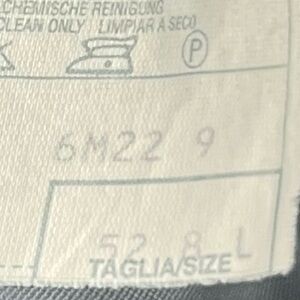 CHEMISCHE REINIGUNG
CLEAN ONLY LIMPIAR A SECO
P
6M22 9
52 8 L
TAGLIA/SIZE